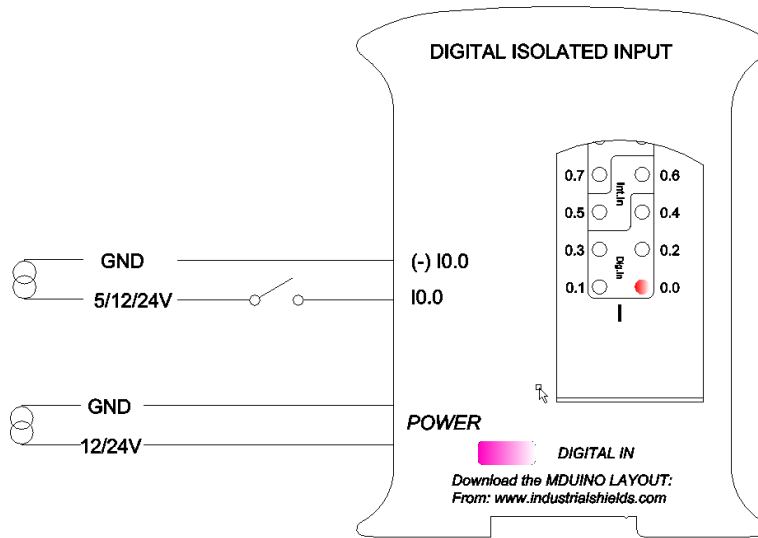 DIGITAL ISOLATED INPUT
0.7 Int.In 0.6
0.5 0.4
0.3 Dig.In 0.2
0.1 0.0
I
GND (-) I0.0
5/12/24V I0.0
GND
12/24V
POWER
DIGITAL IN
Download the MDUINO LAYOUT:
From: www.industrialshields.com